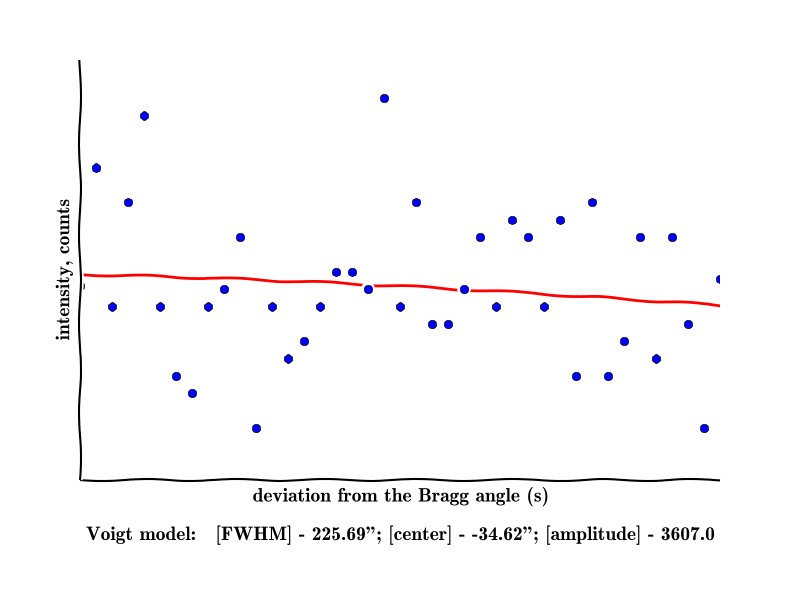 intensity, counts
deviation from the Bragg angle (s)
Voigt model: [FWHM] - 225.69”; [center] - -34.62”; [amplitude] - 3607.0